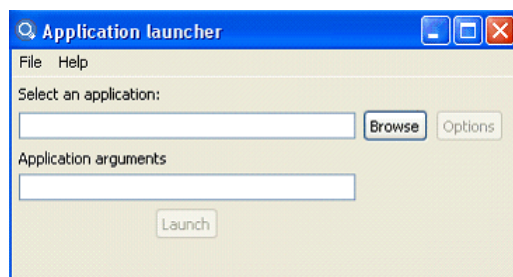 Application launcher
File Help
Select an application:
Browse Options
Application arguments
Launch